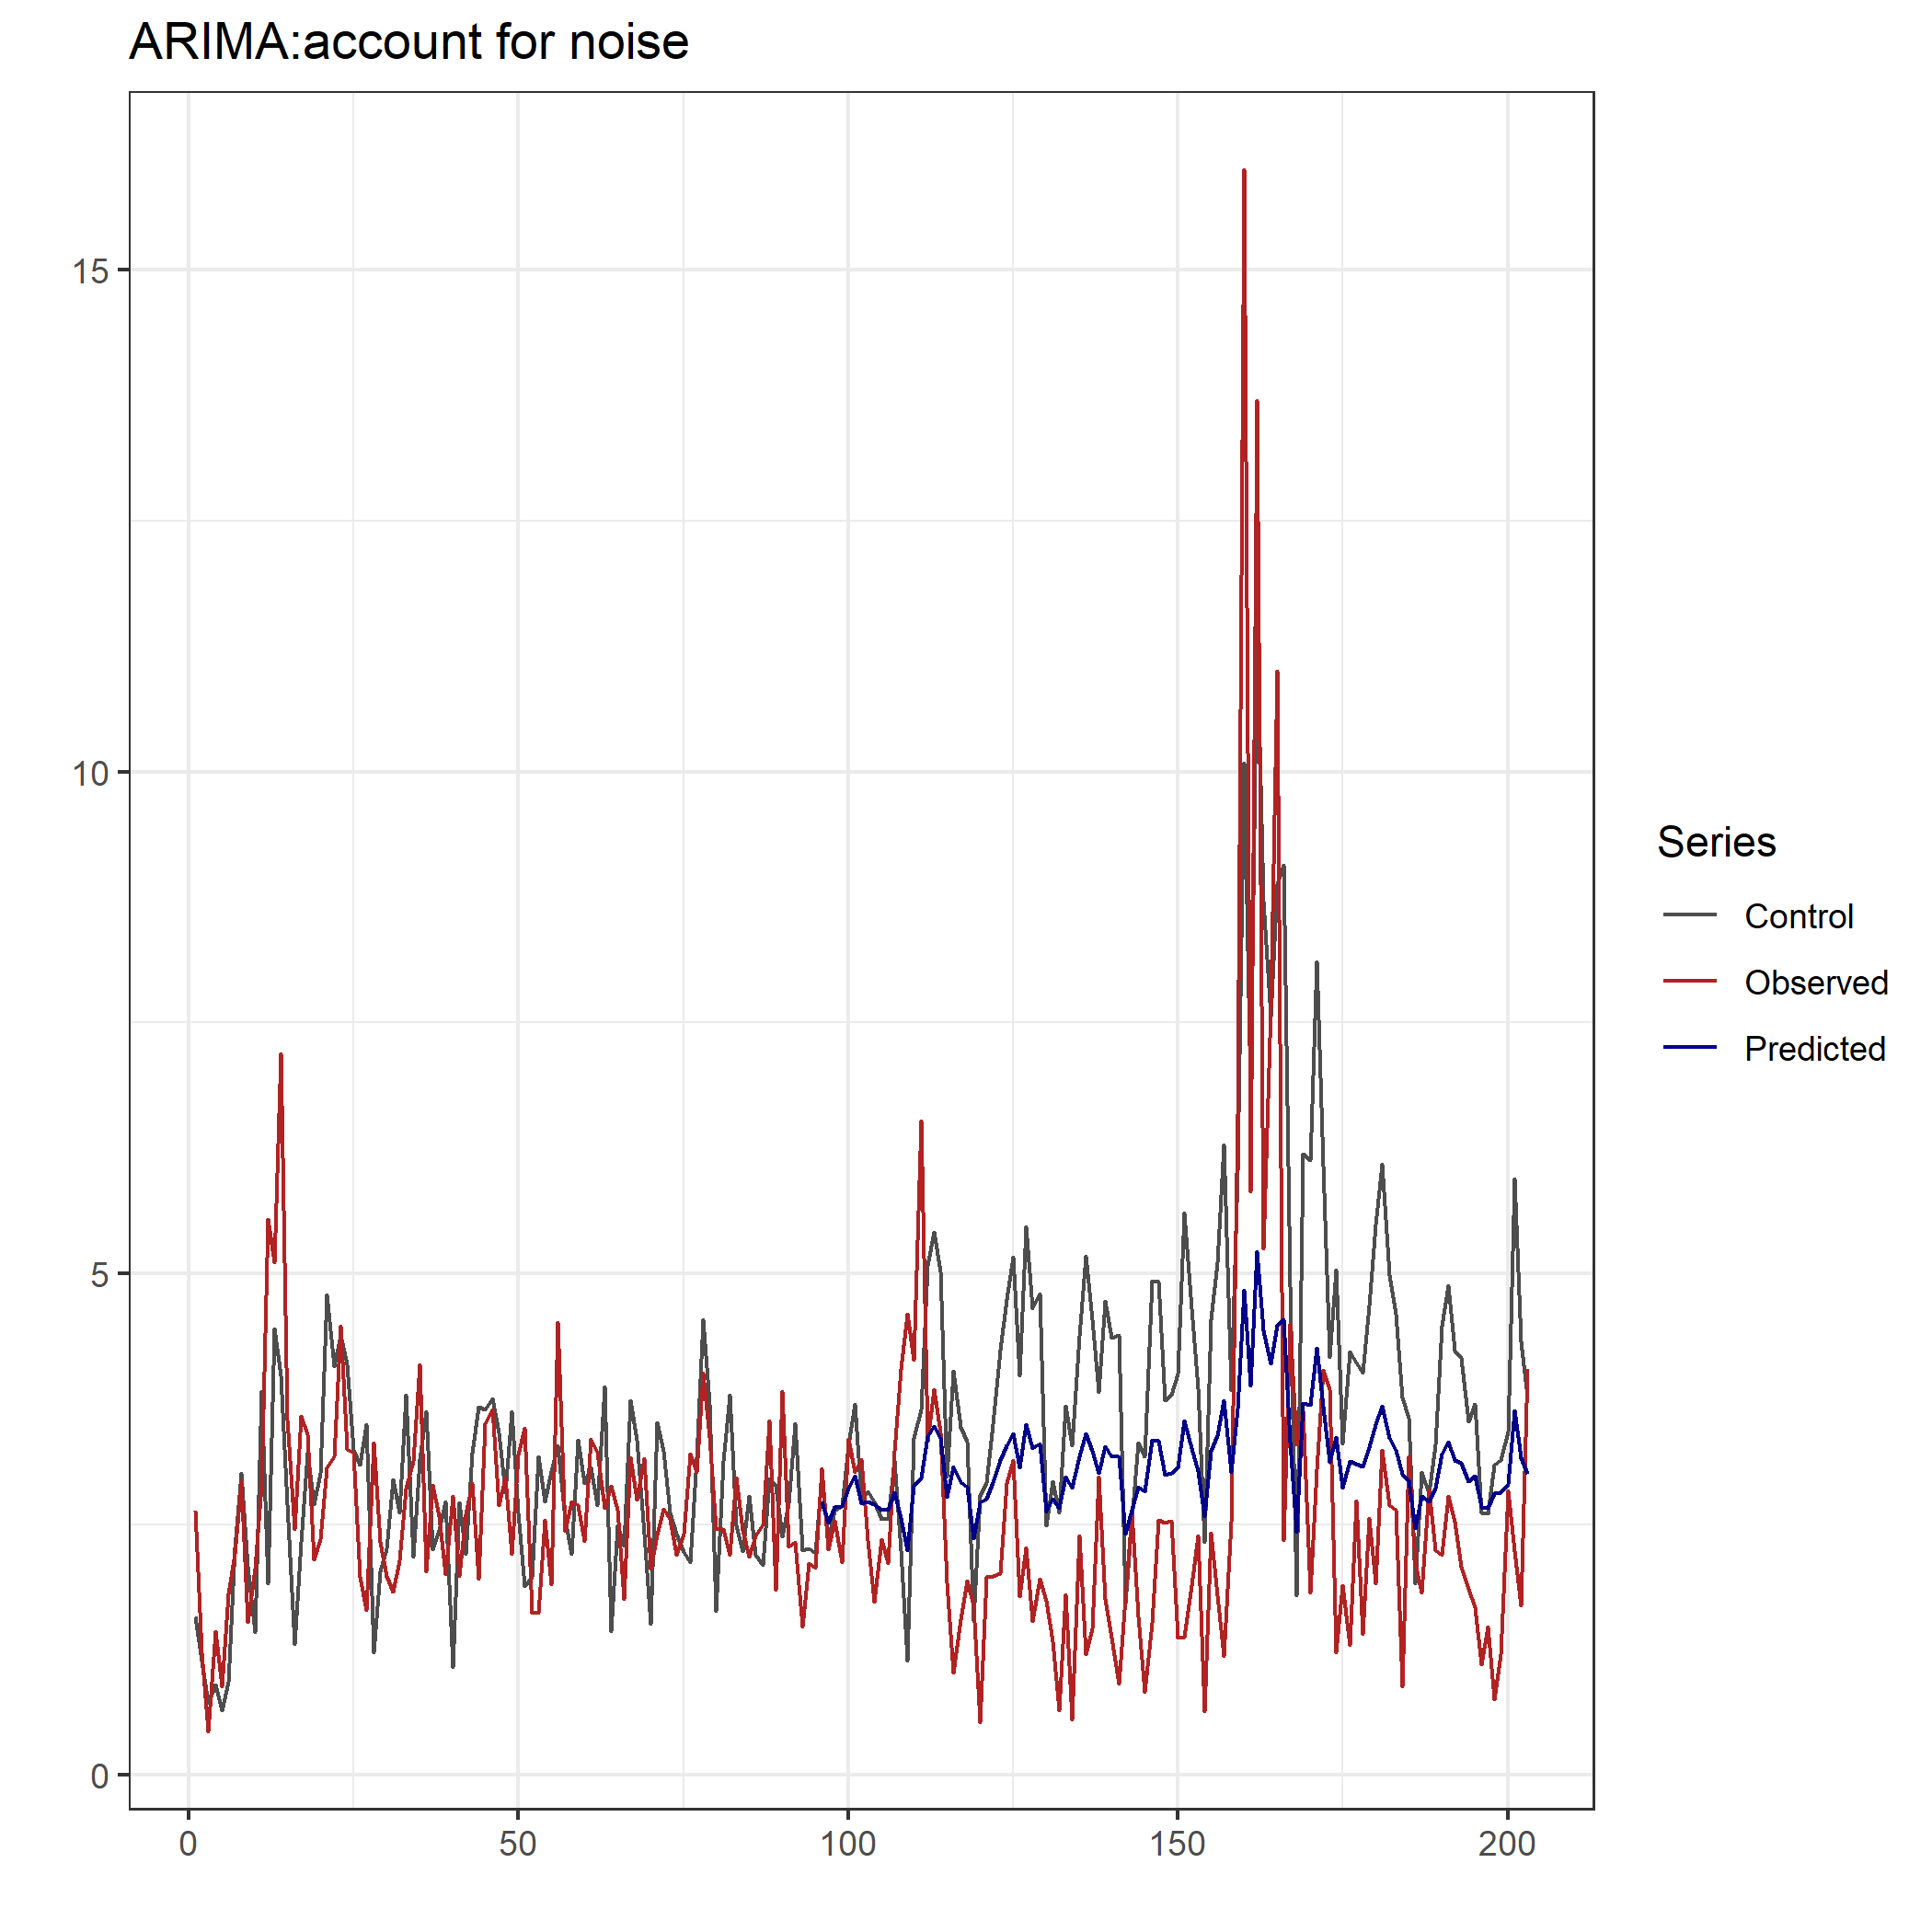 ARIMA:account for noise
15
10
5
0
0 50 100 150 200
Series
Control
Observed
Predicted